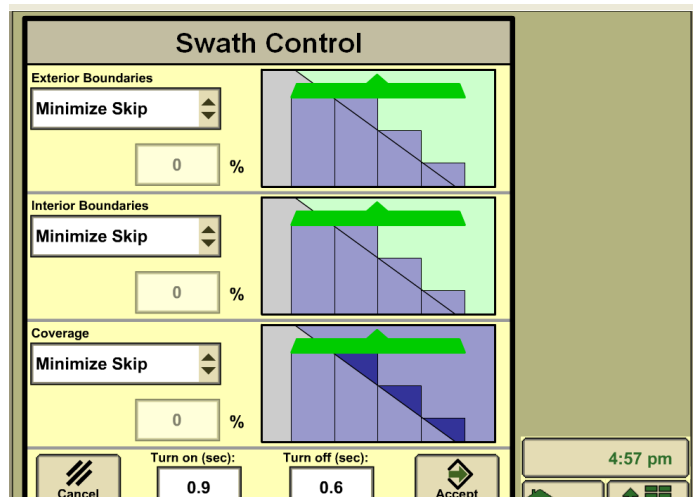 Swath Control
Exterior Boundaries
Minimize Skip
0 %
Interior Boundaries
Minimize Skip
0 %
Coverage
Minimize Skip
0 %
Turn on (sec): Turn off (sec):
Cancel 0.9 0.6 Accept
4:57 pm